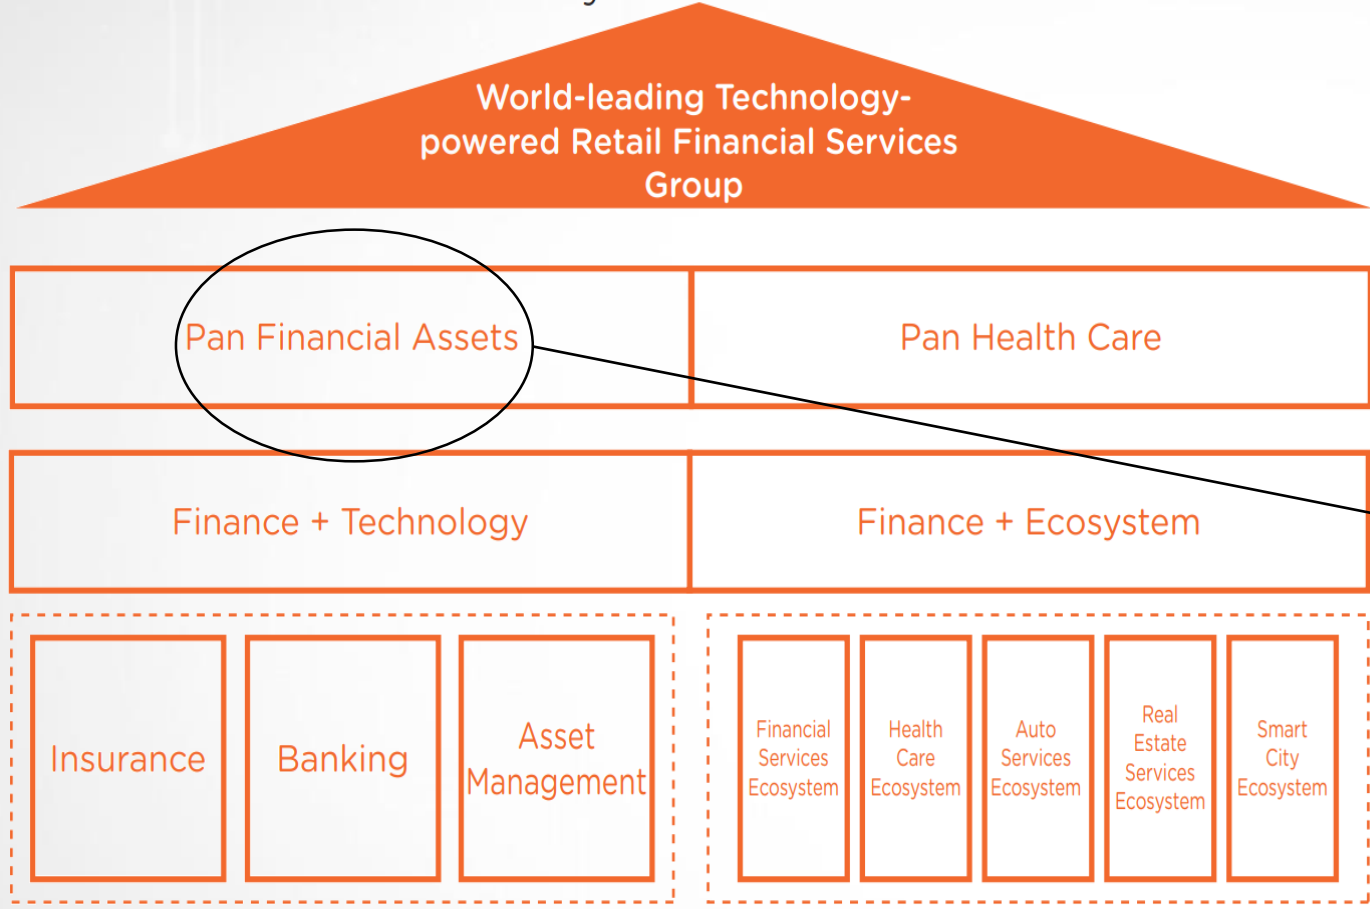 World-leading Technology-
powered Retail Financial Services
Group
Pan Financial Assets
Pan Health Care
Finance + Technology
Finance + Ecosystem
Insurance
Banking
Asset
Management
Financial
Services
Ecosystem
Health
Care
Ecosystem
Auto
Services
Ecosystem
Real
Estate
Services
Ecosystem
Smart
City
Ecosystem